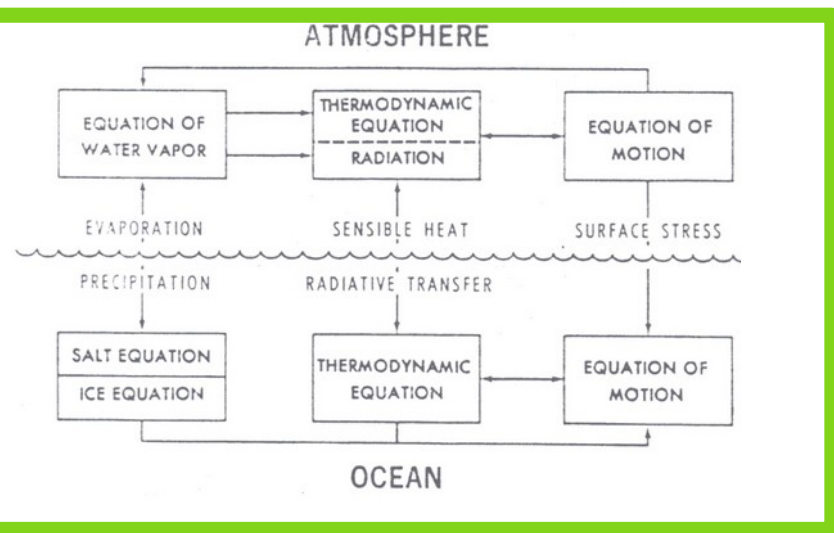 ATMOSPHERE
EQUATION OF
WATER VAPOR
THERMODYNAMIC
EQUATION
RADIATION
EQUATION OF
MOTION
EVAPORATION
SENSIBLE HEAT
SURFACE STRESS
PRECIPITATION
RADIATIVE TRANSFER
SALT EQUATION
ICE EQUATION
THERMODYNAMIC
EQUATION
EQUATION OF
MOTION
OCEAN